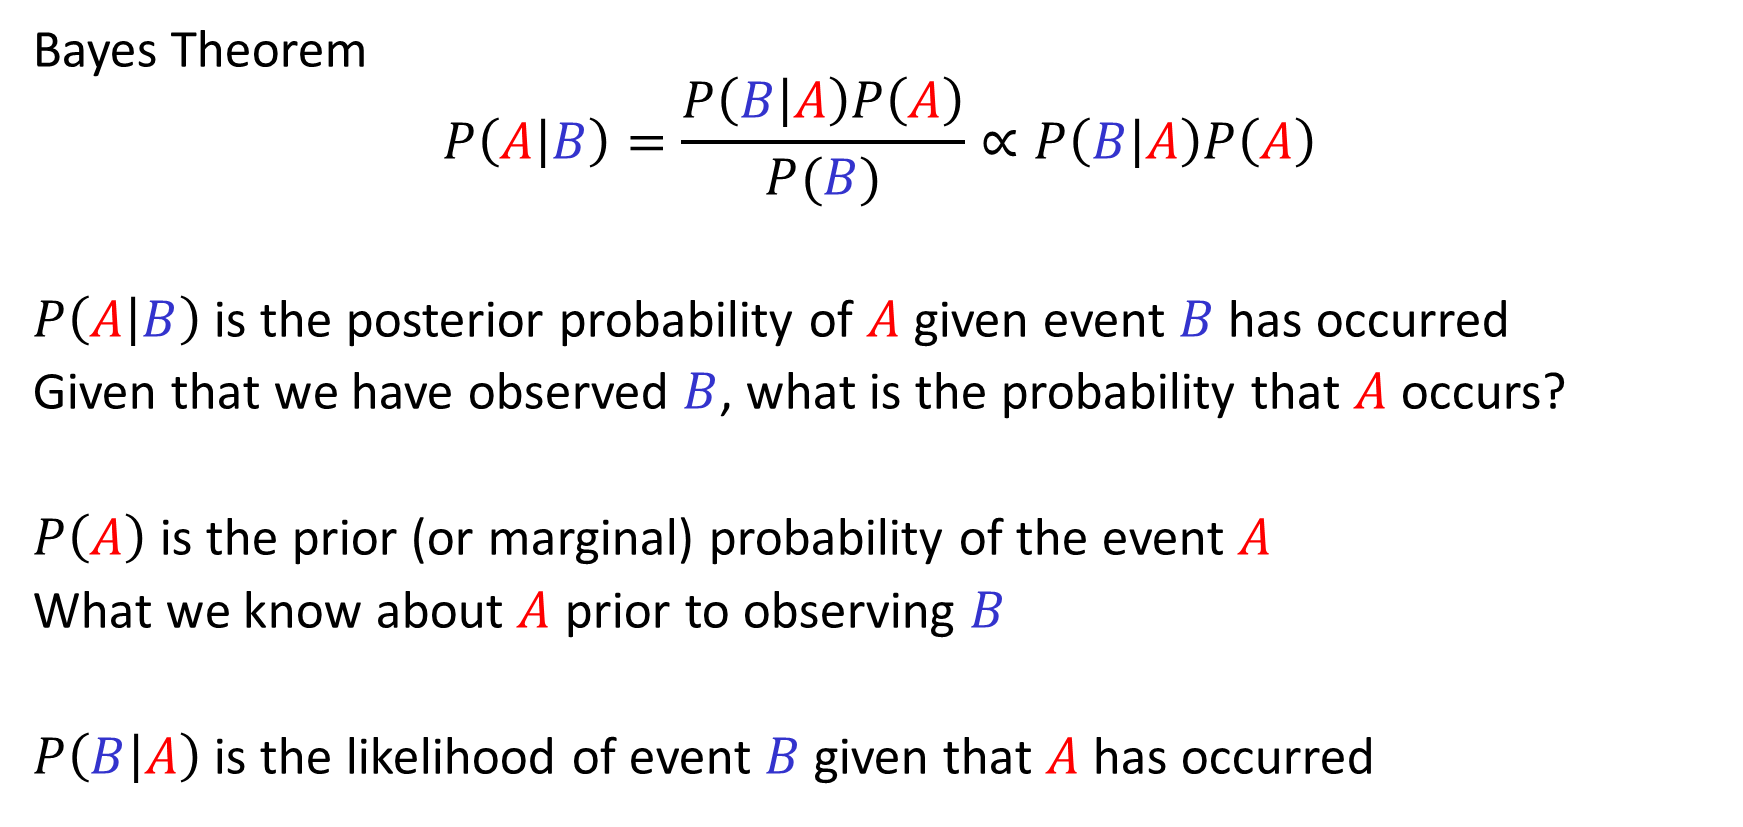 Bayes Theorem
P(A|B) = P(B|A)P(A) / P(B) ∝ P(B|A)P(A)
P(A|B) is the posterior probability of A given event B has occurred
Given that we have observed B, what is the probability that A occurs?
P(A) is the prior (or marginal) probability of the event A
What we know about A prior to observing B
P(B|A) is the likelihood of event B given that A has occurred